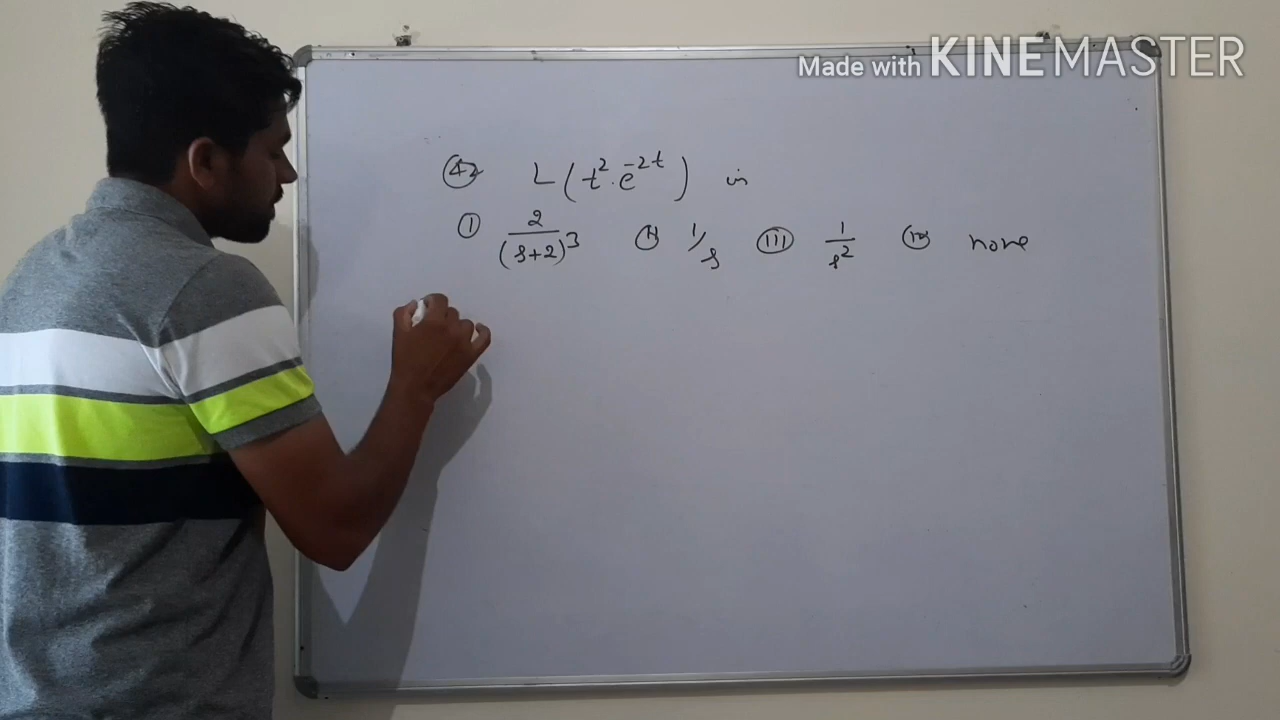 Made with KINEMASTER
42 L(t².e⁻²ᵗ) is
i 2/(s+2)³ ii 1/s iii 1/s² iv none